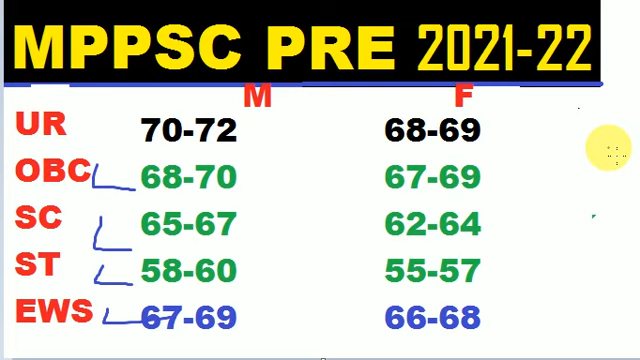 MPPSC PRE 2021-22
M F
UR 70-72 68-69
OBC 68-70 67-69
SC 65-67 62-64
ST 58-60 55-57
EWS 67-69 66-68